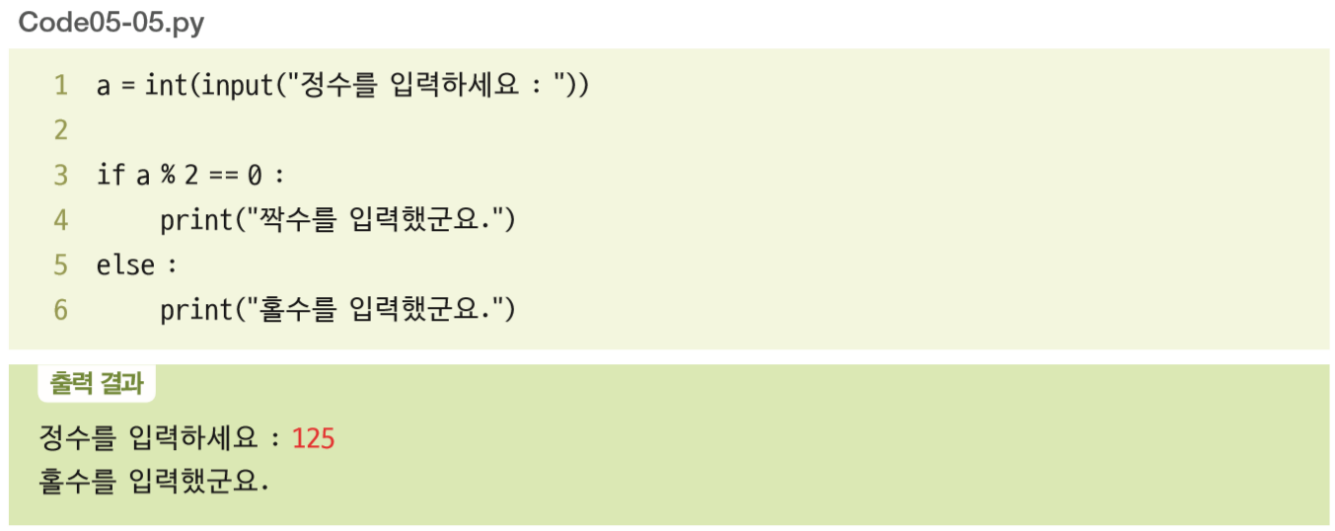 Code05-05.py
1 a = int(input("정수를 입력하세요 : "))
2
3 if a % 2 == 0 :
4     print("짝수를 입력했군요.")
5 else :
6     print("홀수를 입력했군요.")
출력 결과
정수를 입력하세요 : 125
홀수를 입력했군요.